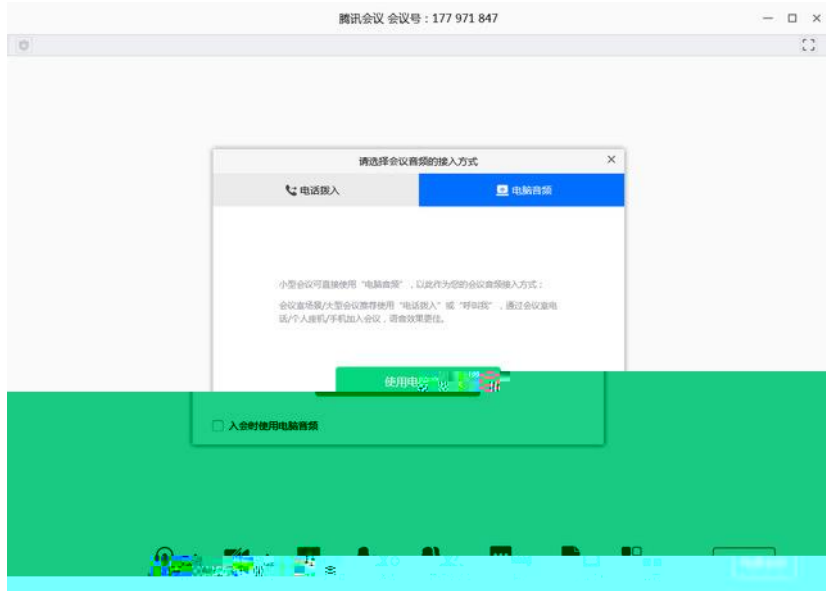 腾讯会议 会议号：177 971 847
请选择会议音频的接入方式
电话拨入
电脑音频
小型会议可直接使用“电脑音频”，以此作为您的会议音频接入方式；
会议室场景/大型会议推荐使用“电话拨入”或“呼叫我”，通过会议室电
话/个人座机/手机加入会议，语音效果更佳。
使用电
入会时使用电脑音频